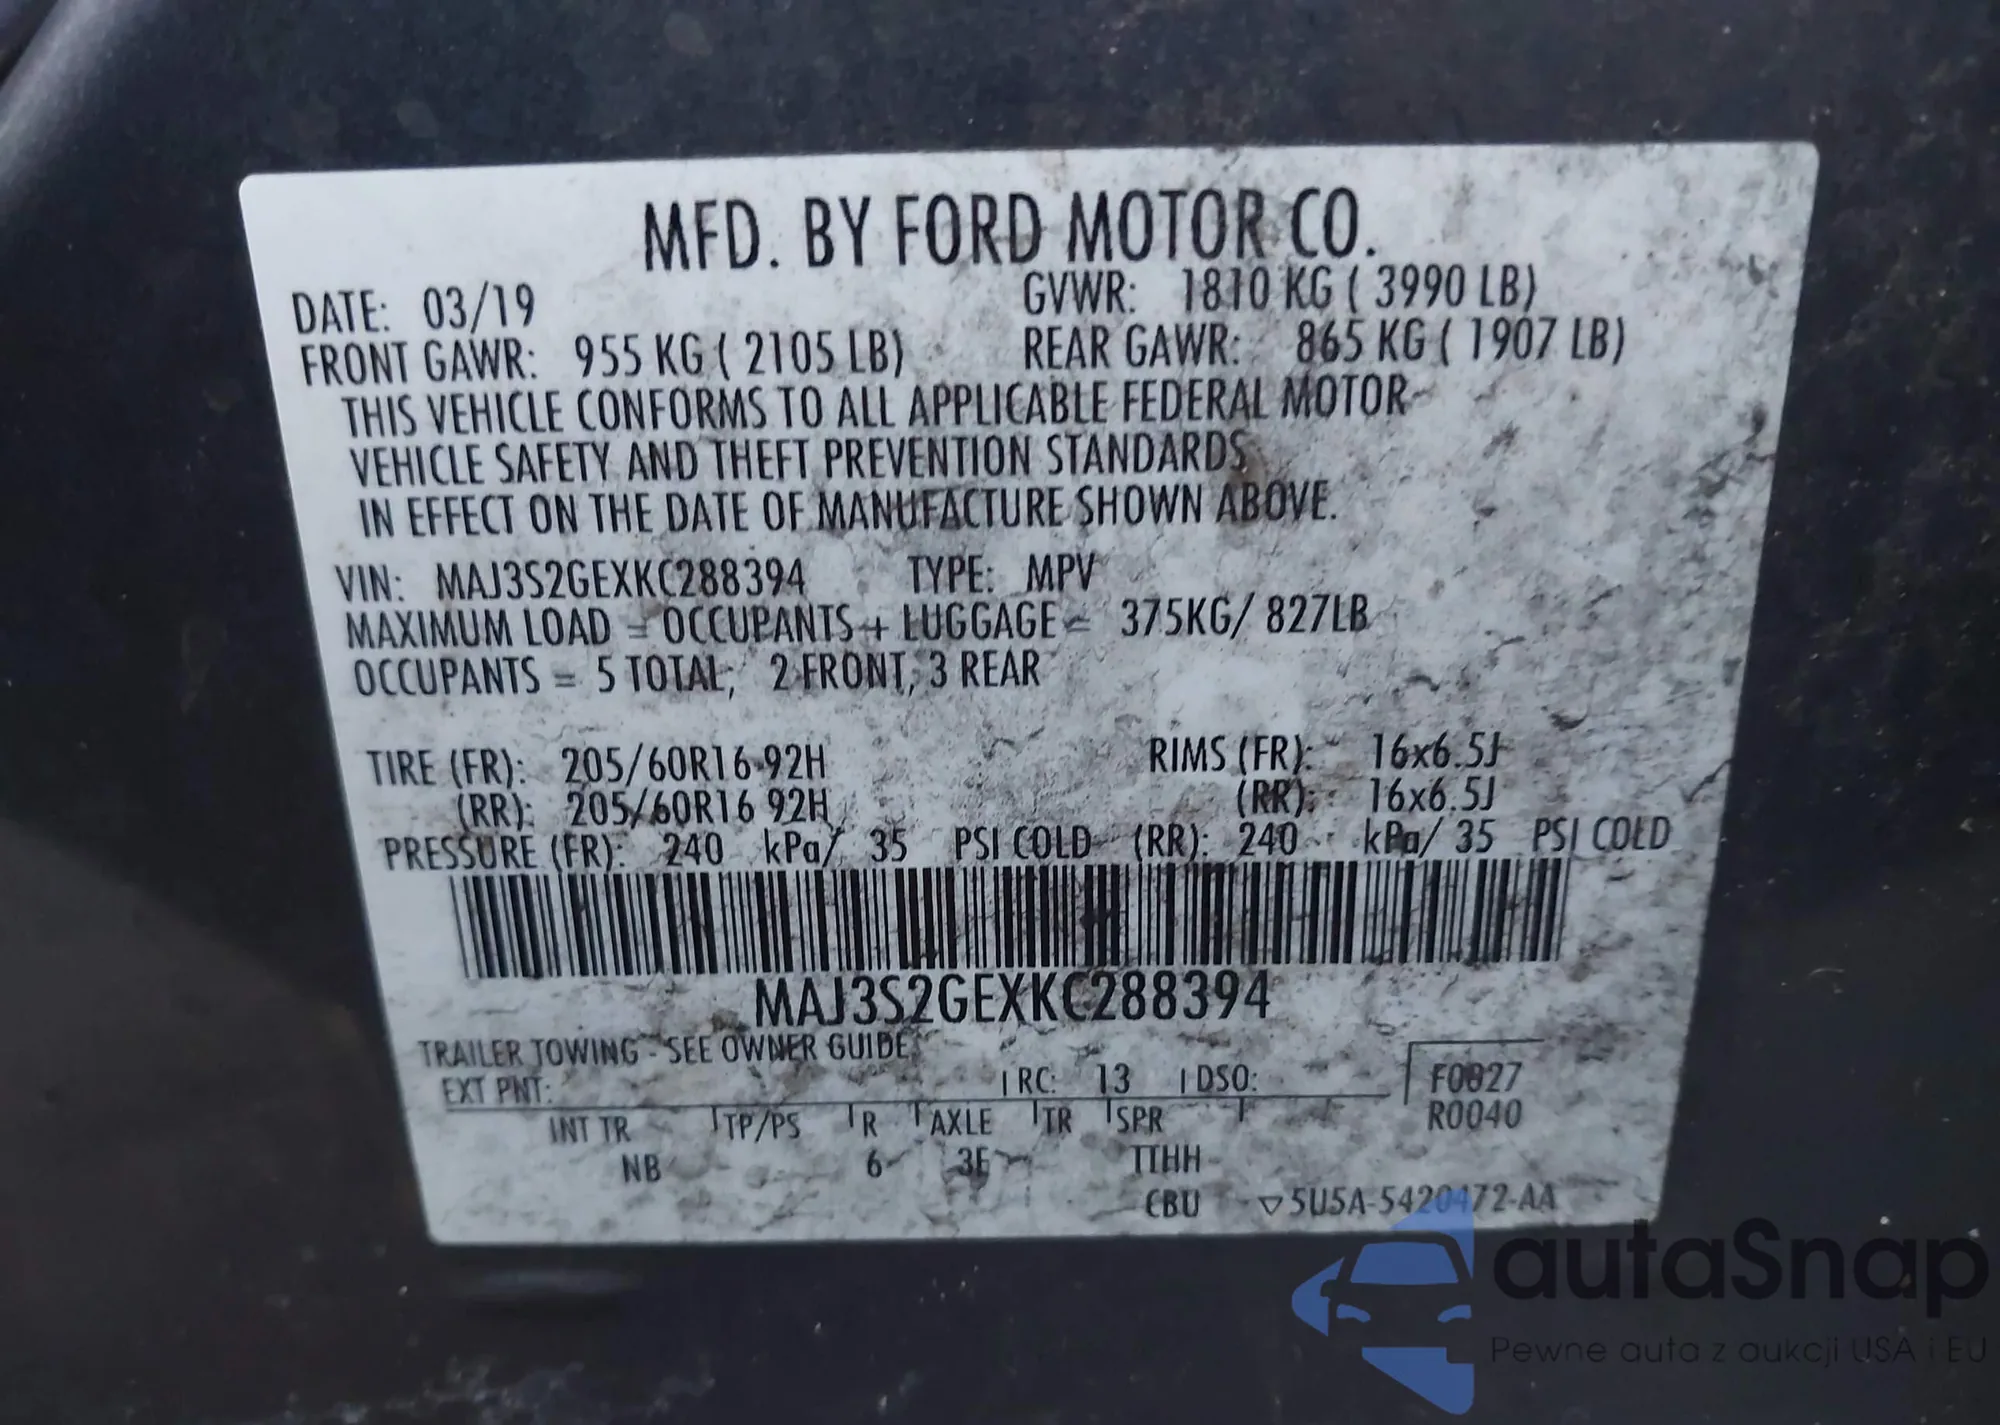 MFD. BY FORD MOTOR CO.
DATE: 03/19 GVWR: 1810 KG ( 3990 LB)
FRONT GAWR: 955 KG ( 2105 LB) REAR GAWR: 865 KG ( 1907 LB)
THIS VEHICLE CONFORMS TO ALL APPLICABLE FEDERAL MOTOR
VEHICLE SAFETY AND THEFT PREVENTION STANDARDS
IN EFFECT ON THE DATE OF MANUFACTURE SHOWN ABOVE.
VIN: MAJ3S2GEXKC288394 TYPE: MPV
MAXIMUM LOAD = OCCUPANTS + LUGGAGE = 375KG/ 827LB
OCCUPANTS = 5 TOTAL, 2 FRONT, 3 REAR
TIRE (FR): 205/60R16 92H RIMS (FR): 16x6.5J
(RR): 205/60R16 92H (RR): 16x6.5J
PRESSURE (FR): 240 kPa/ 35 PSI COLD (RR): 240 kPa/ 35 PSI COLD
MAJ3S2GEXKC288394
TRAILER TOWING - SEE OWNER GUIDE
EXT PNT: RC: 13 DSO: F0027
R0040
INT TR TP/PS R AXLE TR SPR
NB 6 3F TTHH
CBU ▽5U5A-5420472-AA
autaSnap
Pewne auta z aukcji USA i EU